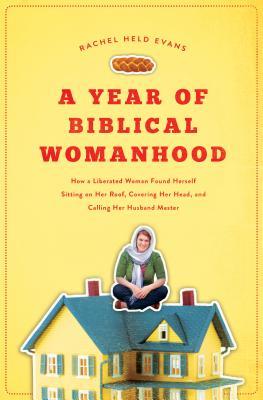 RACHEL HELD EVANS
A YEAR OF
BIBLICAL
WOMANHOOD
How a Liberated Woman Found Herself
Sitting on Her Roof, Covering Her Head, and
Calling Her Husband Master